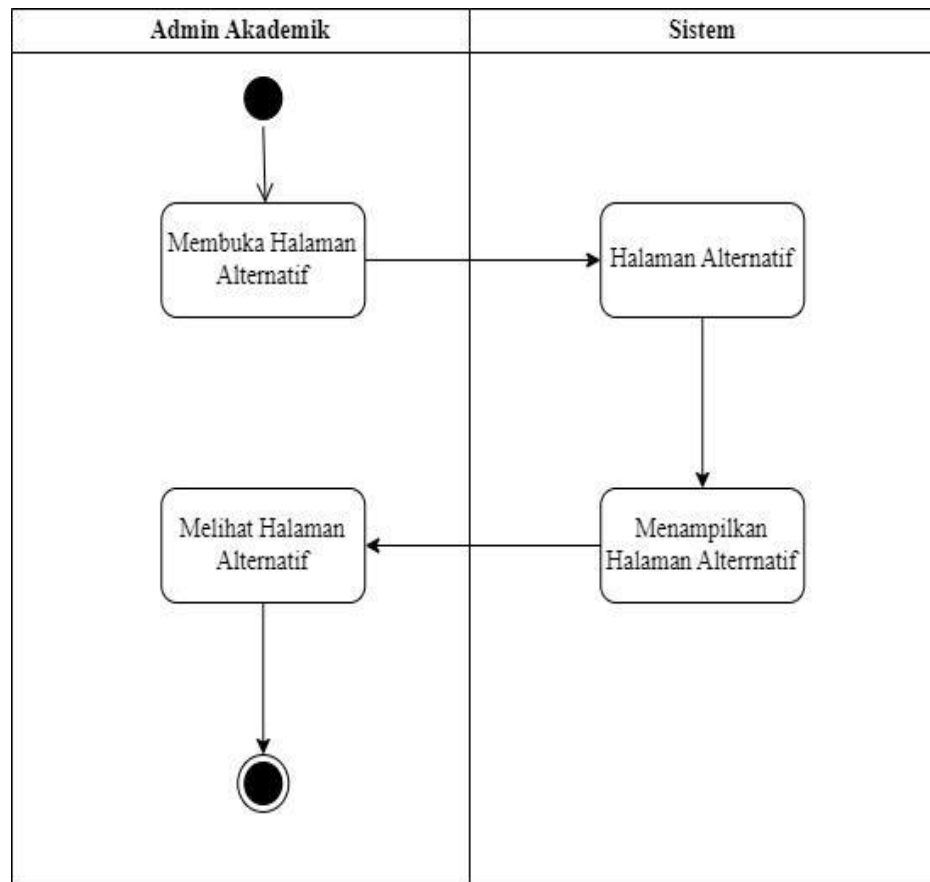 Admin Akademik
Sistem
Membuka Halaman
Alternatif
Halaman Alternatif
Melihat Halaman
Alternatif
Menampilkan
Halaman Alterrnatif